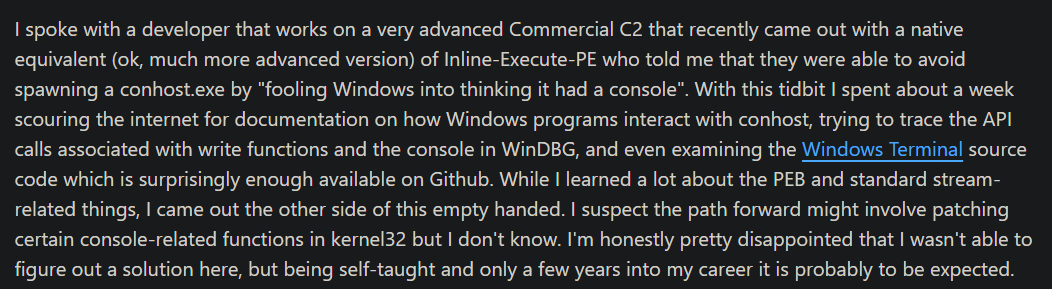 I spoke with a developer that works on a very advanced Commercial C2 that recently came out with a native
equivalent (ok, much more advanced version) of Inline-Execute-PE who told me that they were able to avoid
spawning a conhost.exe by "fooling Windows into thinking it had a console". With this tidbit I spent about a week
scouring the internet for documentation on how Windows programs interact with conhost, trying to trace the API
calls associated with write functions and the console in WinDBG, and even examining the Windows Terminal source
code which is surprisingly enough available on Github. While I learned a lot about the PEB and standard stream-
related things, I came out the other side of this empty handed. I suspect the path forward might involve patching
certain console-related functions in kernel32 but I don't know. I'm honestly pretty disappointed that I wasn't able to
figure out a solution here, but being self-taught and only a few years into my career it is probably to be expected.